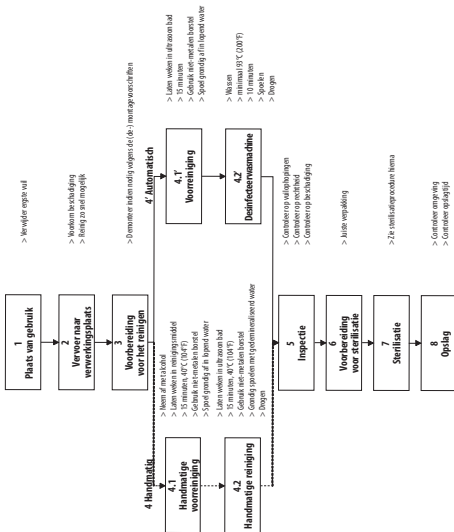 1
Plaats van gebruik
> Verwijder ergste vuil
2
Vervoer naar
verwerkingsplaats
> Voorkom beschadiging
> Reinig zo snel mogelijk
3
Voorbereiding
voor het reinigen
> Demonteer indien nodig volgens de (de-) montagevoorschriften
4 Handmatig
4.1
Handmatige
voorreiniging
> Neem af met alcohol
> Laten weken in reinigingsmiddel
> 15 minuten, 40°C (104°F)
> Gebruik niet-metalen borstel
> Spoel grondig af in lopend water
4.2
Handmatige reiniging
> Laten weken in ultrazoon bad
> 15 minuten, 40°C (104°F)
> Gebruik niet-metalen borstel
> Grondig spoelen met gedemineraliseerd water
> Drogen
4' Automatisch
4.1'
Voorreiniging
> Laten weken in ultrazoon bad
> 15 minuten
> Gebruik niet-metalen borstel
> Spoel grondig af in lopend water
4.2'
Desinfecteerwasmachine
> Wassen
> minimaal 93°C (200°F)
> 10 minuten
> Spoelen
> Drogen
5
Inspectie
> Controleer op vuilophopingen
> Controleer op rechtheid
> Controleer op beschadiging
6
Voorbereiding
voor sterilisatie
> Juiste verpakking
7
Sterilisatie
> Zie sterilisatieprocedure hierna
8
Opslag
> Controleer omgeving
> Controleer opslagtijd